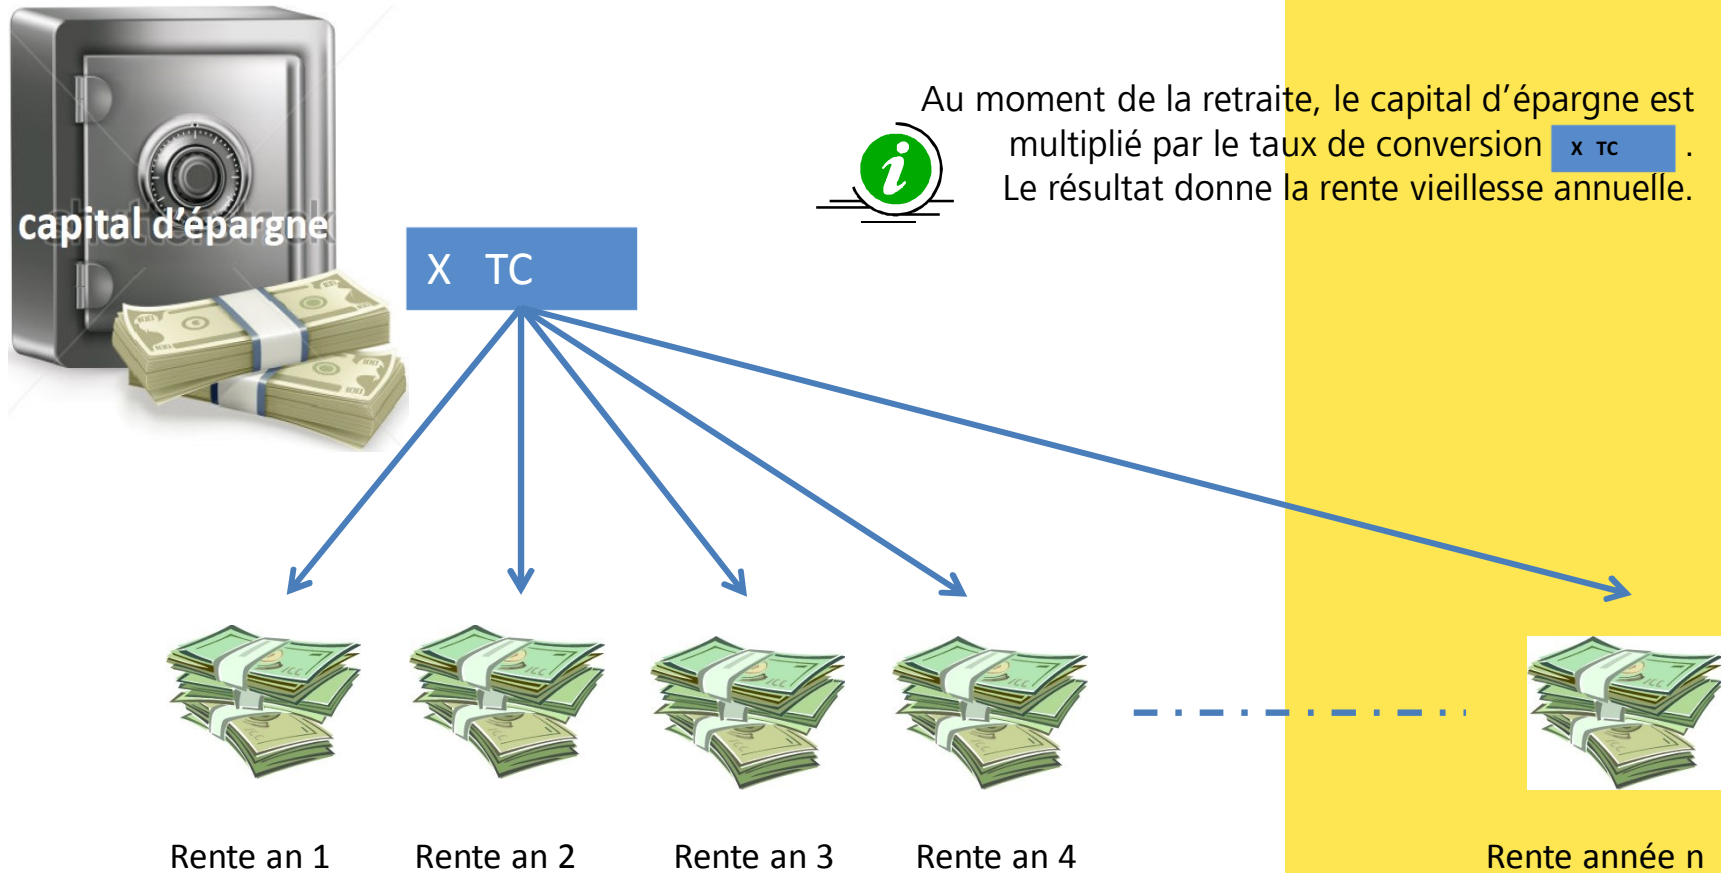 Au moment de la retraite, le capital d’épargne est
multiplié par le taux de conversion x TC .
Le résultat donne la rente vieillesse annuelle.
capital d’épargne
X TC
Rente an 1
Rente an 2
Rente an 3
Rente an 4
Rente année n